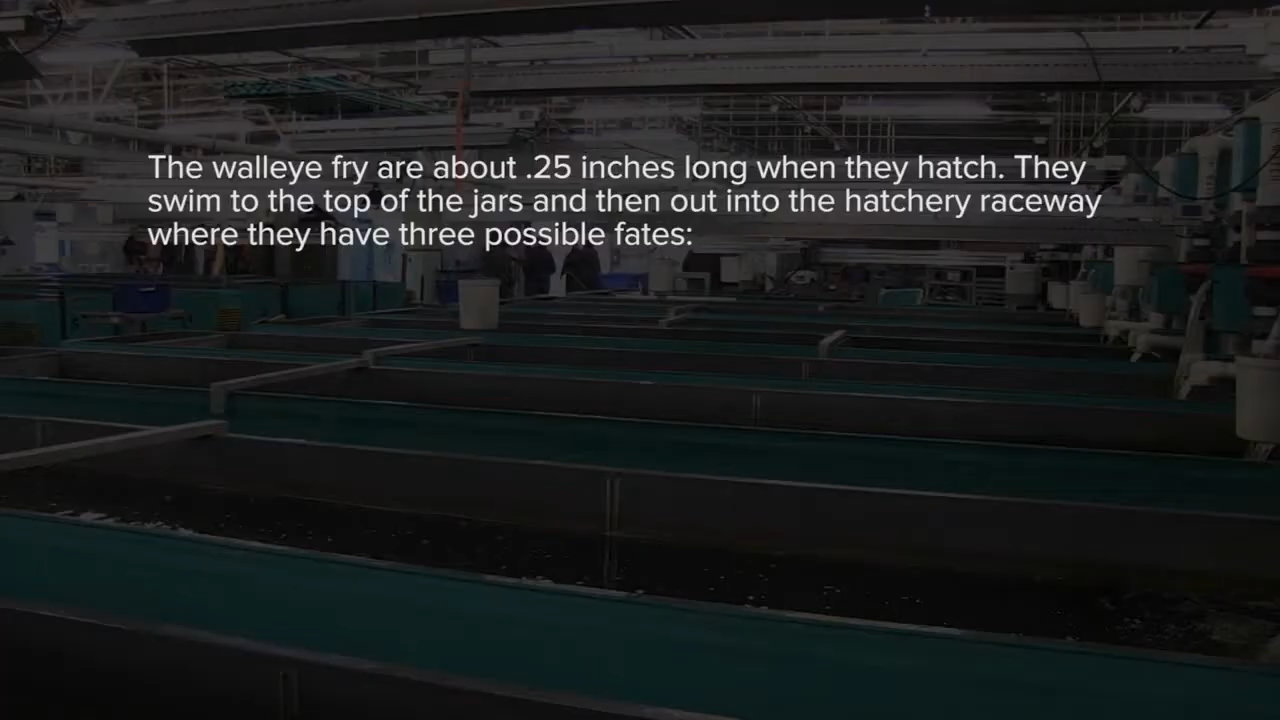 The walleye fry are about .25 inches long when they hatch. They
swim to the top of the jars and then out into the hatchery raceway
where they have three possible fates: